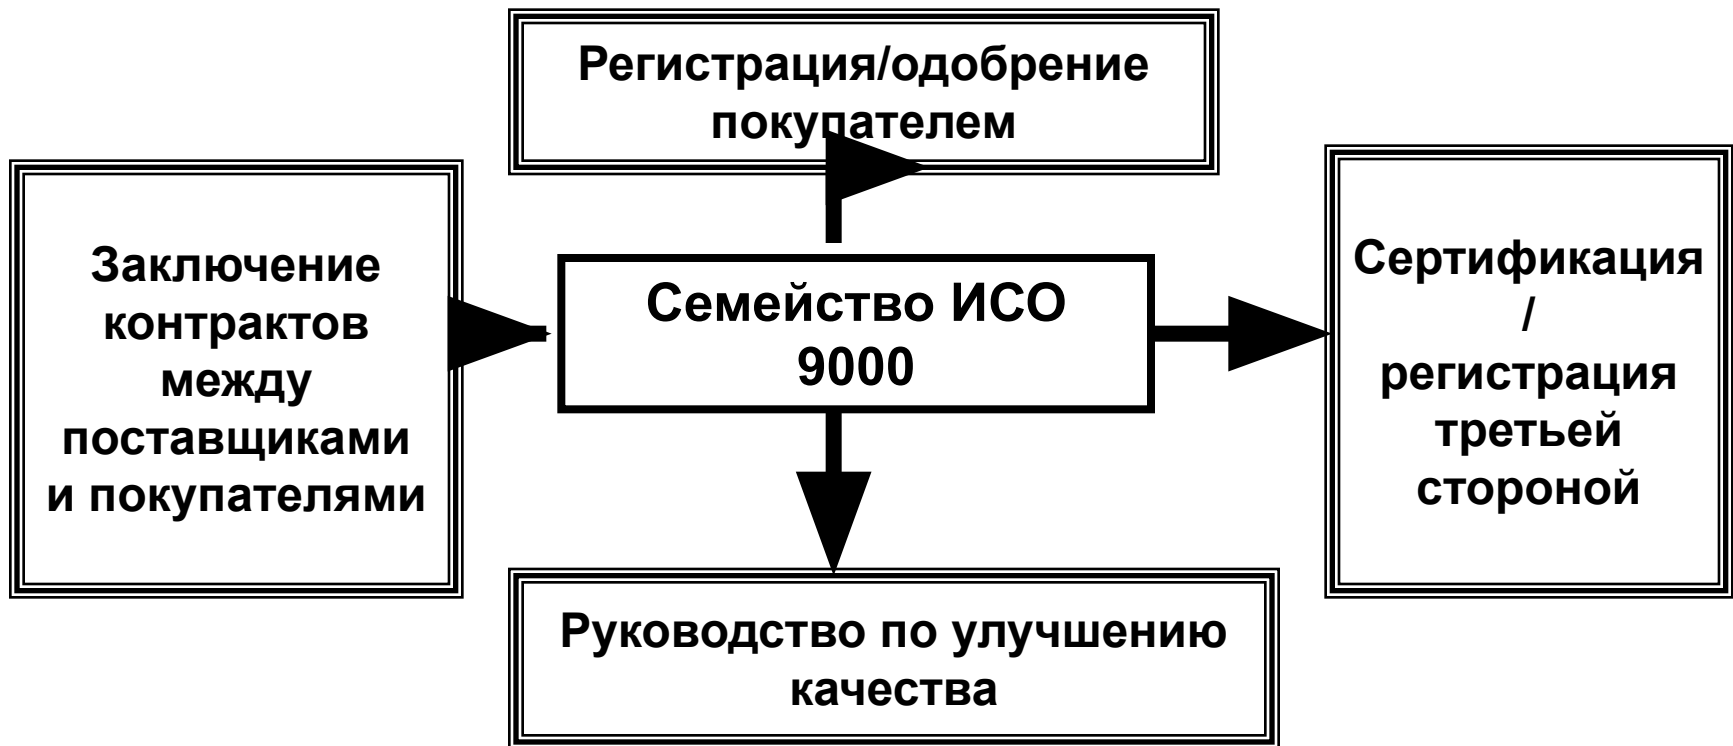 Регистрация/одобрение
покупателем
Заключение
контрактов
между
поставщиками
и покупателями
Семейство ИСО
9000
Сертификация
/
регистрация
третьей
стороной
Руководство по улучшению
качества